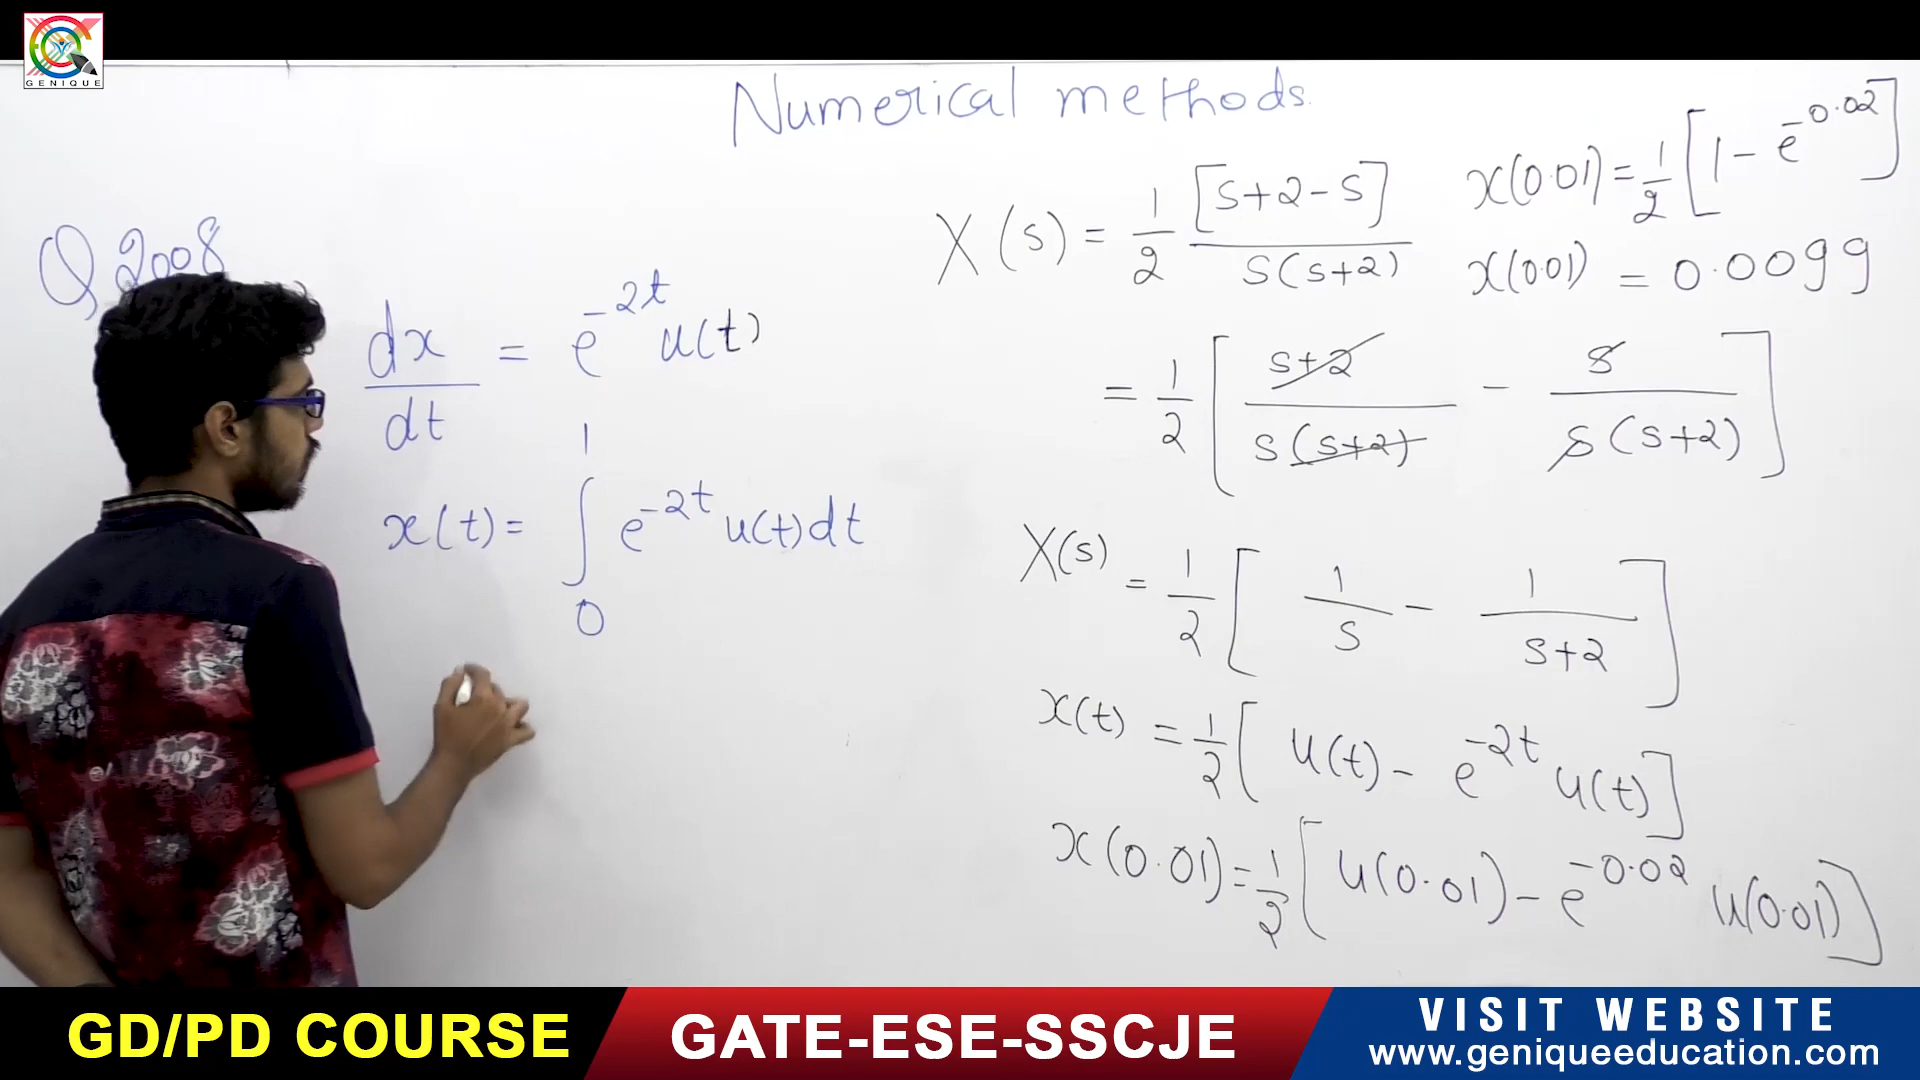 GENIQUE
Numerical methods.
Q 2008
dx/dt = e^-2t u(t)
x(t) = ∫₀¹ e^-2t u(t) dt
X(s) = 1/2 [s+2-s] / s(s+2)
= 1/2 [ s+2 / s(s+2) - s / s(s+2) ]
X(s) = 1/2 [ 1/s - 1/s+2 ]
x(t) = 1/2 [ u(t) - e^-2t u(t) ]
x(0.01) = 1/2 [ u(0.01) - e^-0.02 u(0.01) ]
x(0.01) = 1/2 [ 1 - e^-0.02 ]
x(0.01) = 0.0099
GD/PD COURSE
GATE-ESE-SSCJE
VISIT WEBSITE
www.geniqueeducation.com